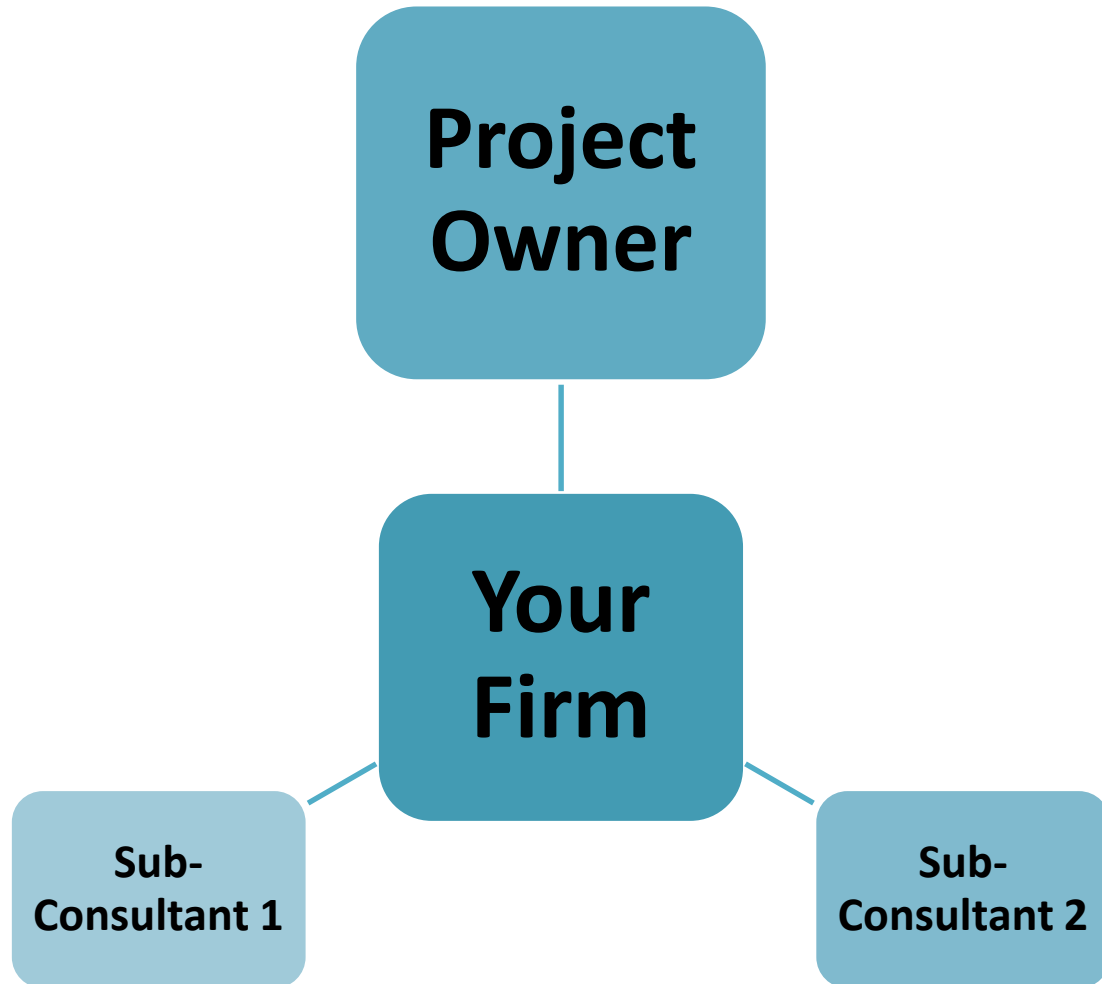 Project
Owner
Your
Firm
Sub-
Consultant 1
Sub-
Consultant 2